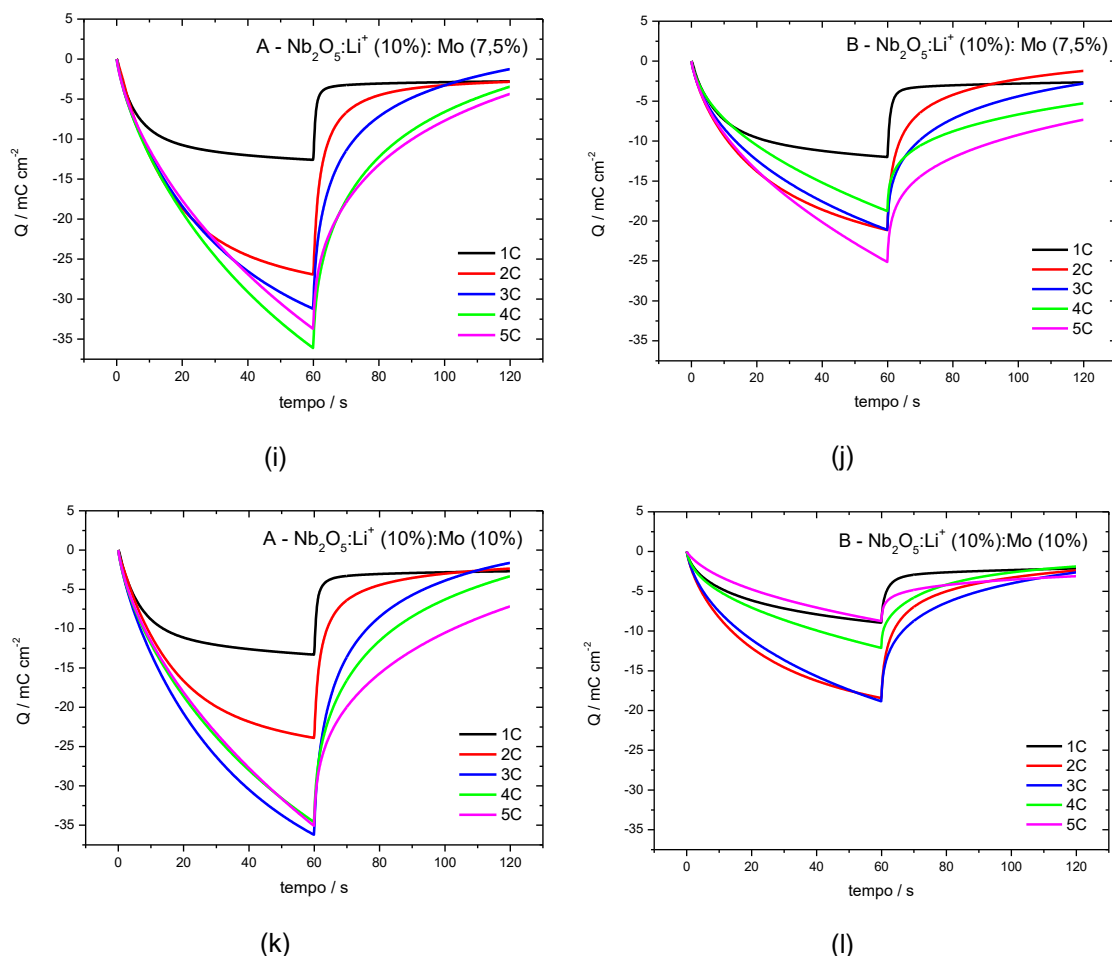 A - Nb₂O₅:Li⁺ (10%): Mo (7,5%)
Q / mC cm⁻²
5
0
-5
-10
-15
-20
-25
-30
-35
1C
2C
3C
4C
5C
0 20 40 60 80 100 120
tempo / s
(i)
B - Nb₂O₅:Li⁺ (10%): Mo (7,5%)
Q / mC cm⁻²
5
0
-5
-10
-15
-20
-25
-30
-35
1C
2C
3C
4C
5C
0 20 40 60 80 100 120
tempo / s
(j)
A - Nb₂O₅:Li⁺ (10%):Mo (10%)
Q / mC cm⁻²
5
0
-5
-10
-15
-20
-25
-30
-35
1C
2C
3C
4C
5C
0 20 40 60 80 100 120
tempo / s
(k)
B - Nb₂O₅:Li⁺ (10%):Mo (10%)
Q / mC cm⁻²
5
0
-5
-10
-15
-20
-25
-30
-35
1C
2C
3C
4C
5C
0 20 40 60 80 100 120
tempo / s
(l)